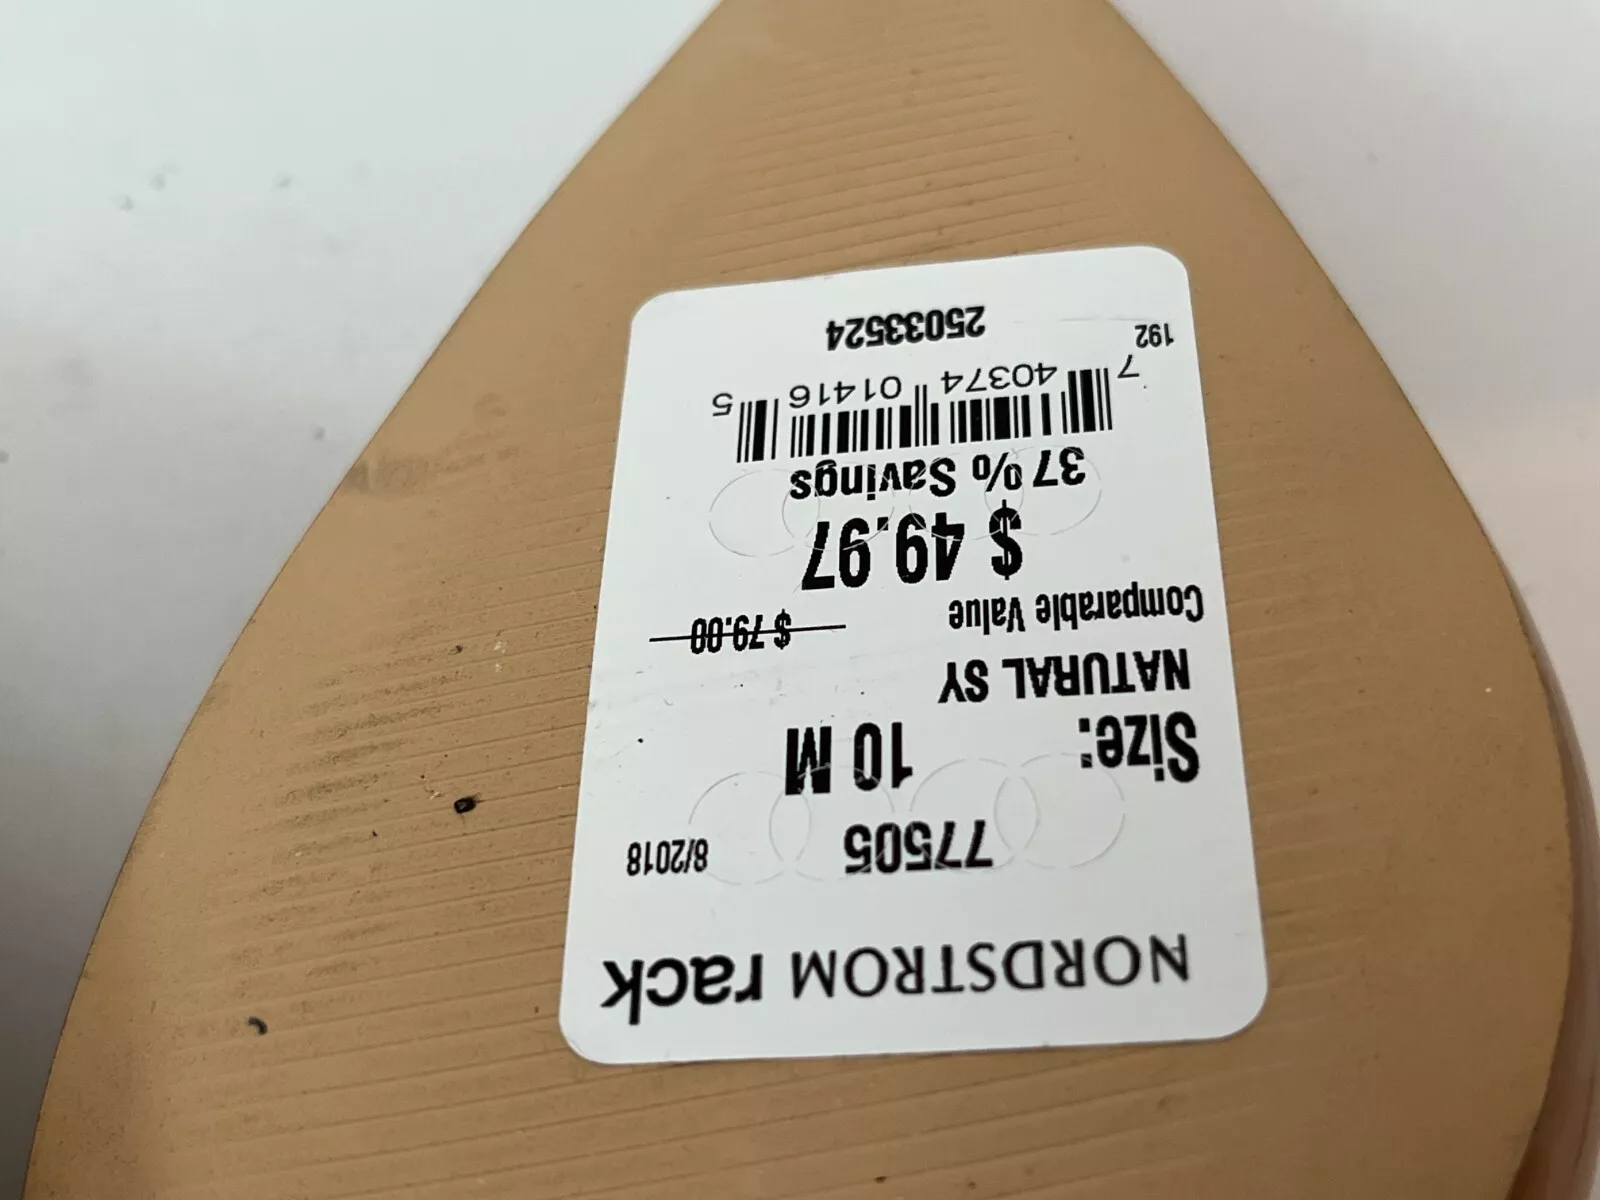 NORDSTROM rack
77505 8/2018
Size: 10 M
NATURAL SY
Comparable Value $ 79.00
$ 49.97
37% Savings
7 40374 01416 5
192
25033524